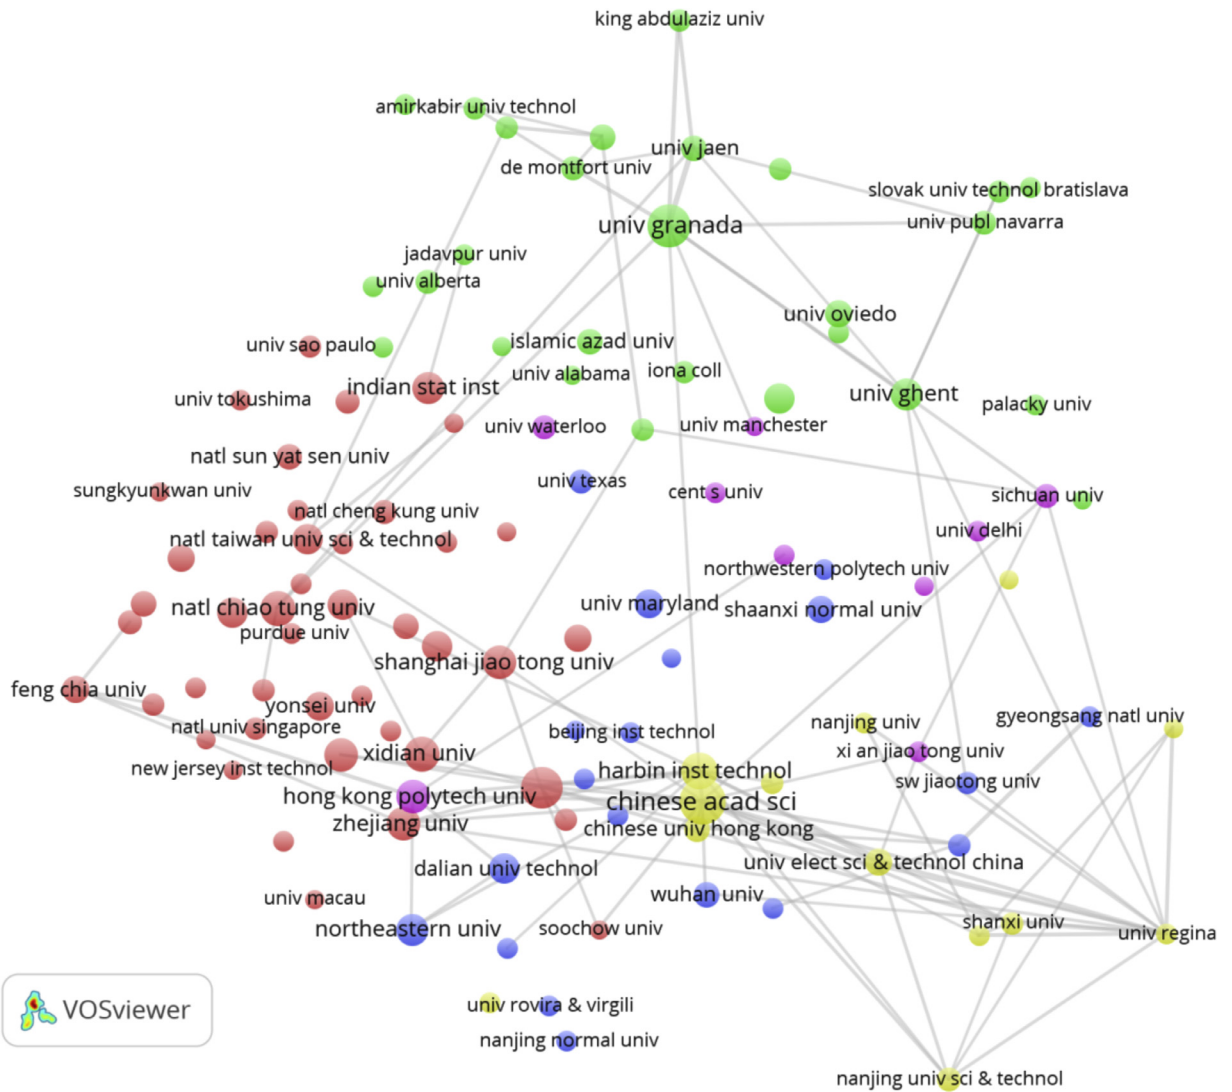 king abdulaziz univ
amirkabir univ technol
univ jaen
de montfort univ
slovak univ technol bratislava
univ granada
univ publ navarra
jadavpur univ
univ alberta
univ oviedo
univ sao paulo
islamic azad univ
univ alabama
iona coll
indian stat inst
univ ghent
univ tokushima
palacky univ
univ waterloo
univ manchester
natl sun yat sen univ
univ texas
sungkyunkwan univ
cent s univ
sichuan univ
natl cheng kung univ
univ delhi
natl taiwan univ sci & technol
northwestern polytech univ
natl chiao tung univ
univ maryland
shaanxi normal univ
purdue univ
shanghai jiao tong univ
feng chia univ
yonsei univ
gyeongsang natl univ
nanjing univ
natl univ singapore
beijing inst technol
xidian univ
xi an jiao tong univ
new jersey inst technol
harbin inst technol
sw jiaotong univ
hong kong polytech univ
chinese acad sci
zhejiang univ
chinese univ hong kong
univ elect sci & technol china
dalian univ technol
wuhan univ
univ macau
shanxi univ
northeastern univ
soochow univ
univ regina
univ rovira & virgili
VOSviewer
nanjing normal univ
nanjing univ sci & technol